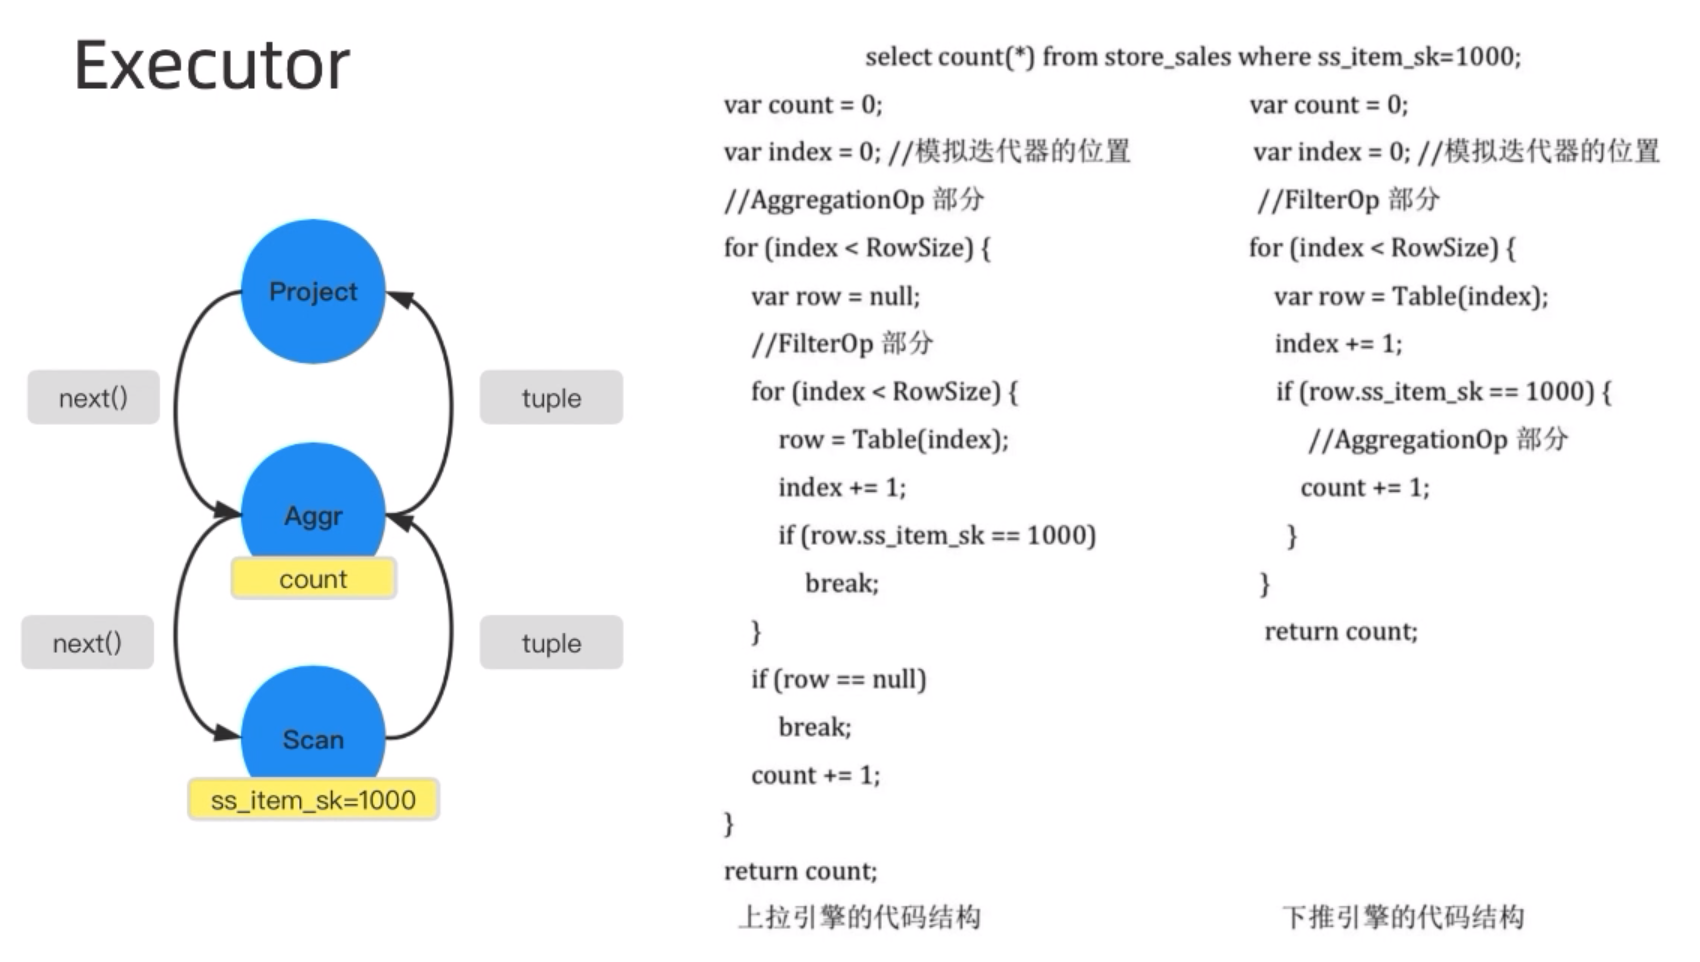 Executor
Project
next()
tuple
Aggr
count
next()
tuple
Scan
ss_item_sk=1000
select count(*) from store_sales where ss_item_sk=1000;
var count = 0;
var index = 0; //模拟迭代器的位置
//AggregationOp 部分
for (index < RowSize) {
var row = null;
//FilterOp 部分
for (index < RowSize) {
row = Table(index);
index += 1;
if (row.ss_item_sk == 1000)
break;
}
if (row == null)
break;
count += 1;
}
return count;
上拉引擎的代码结构
var count = 0;
var index = 0; //模拟迭代器的位置
//FilterOp 部分
for (index < RowSize) {
var row = Table(index);
index += 1;
if (row.ss_item_sk == 1000) {
//AggregationOp 部分
count += 1;
}
}
return count;
下推引擎的代码结构